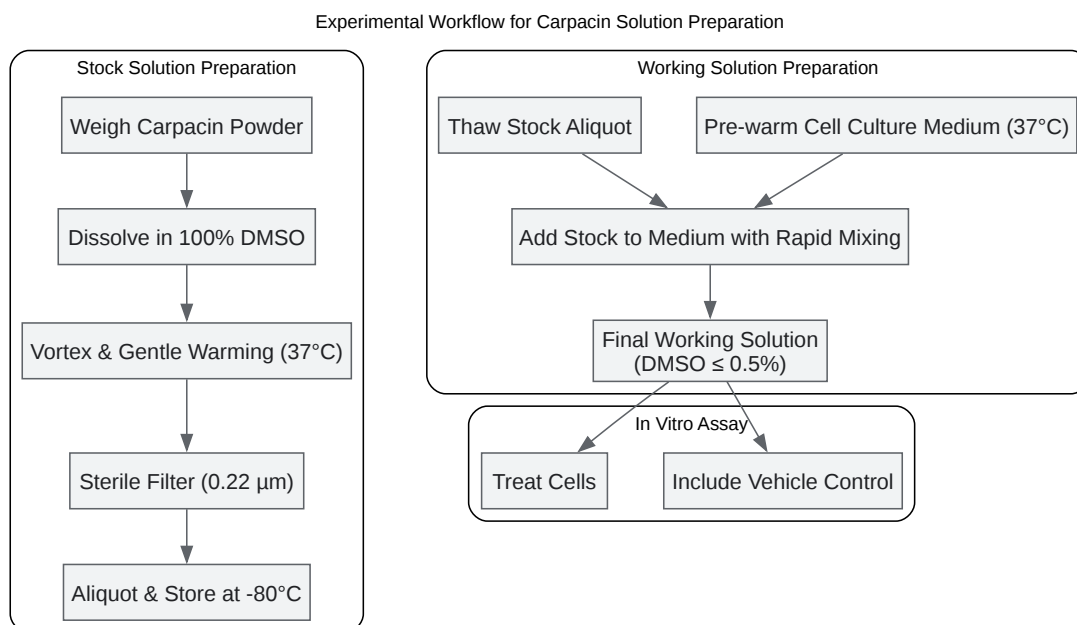 Experimental Workflow for Carpacin Solution Preparation
Stock Solution Preparation
Weigh Carpacin Powder
Dissolve in 100% DMSO
Vortex & Gentle Warming (37°C)
Sterile Filter (0.22 µm)
Aliquot & Store at -80°C
Working Solution Preparation
Thaw Stock Aliquot
Pre-warm Cell Culture Medium (37°C)
Add Stock to Medium with Rapid Mixing
Final Working Solution
(DMSO ≤ 0.5%)
In Vitro Assay
Treat Cells
Include Vehicle Control